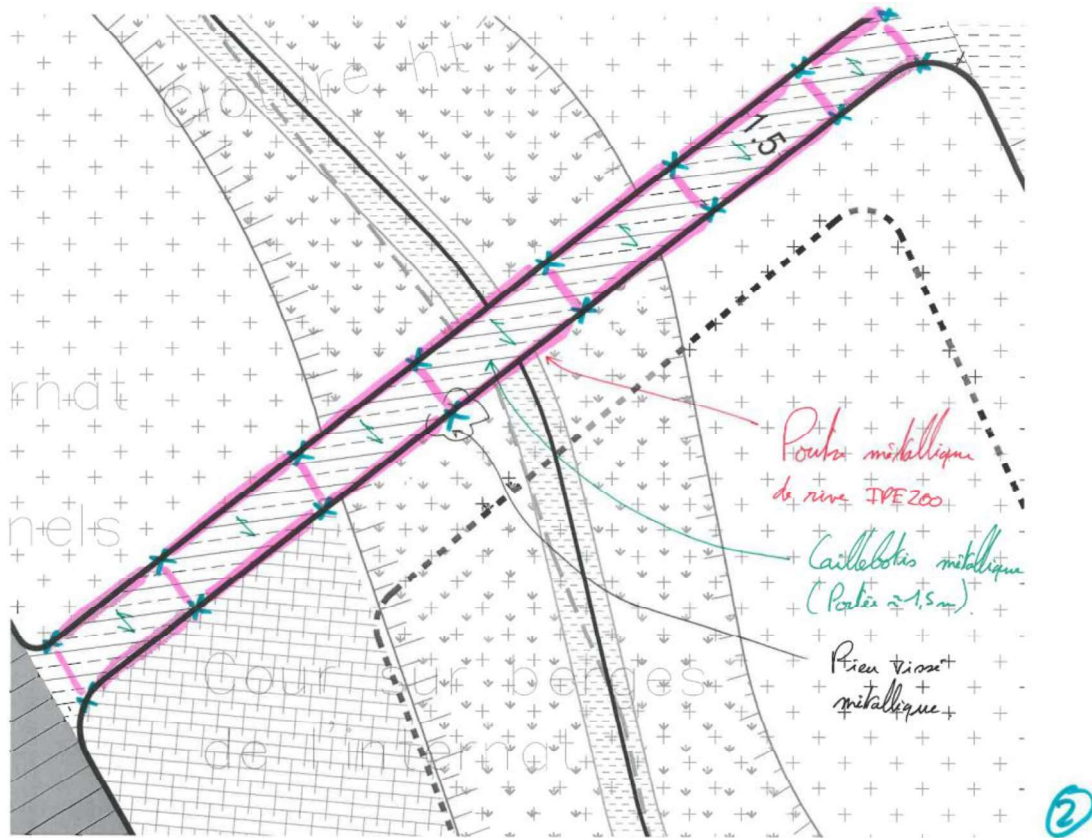 1.5
rnat
nels
Poutre métallique
de rive IPE200
Caillebotis métallique
(Portée ≈ 1,5 m)
Pieu vissé
métallique
Cour sur berges
de l'internat
2